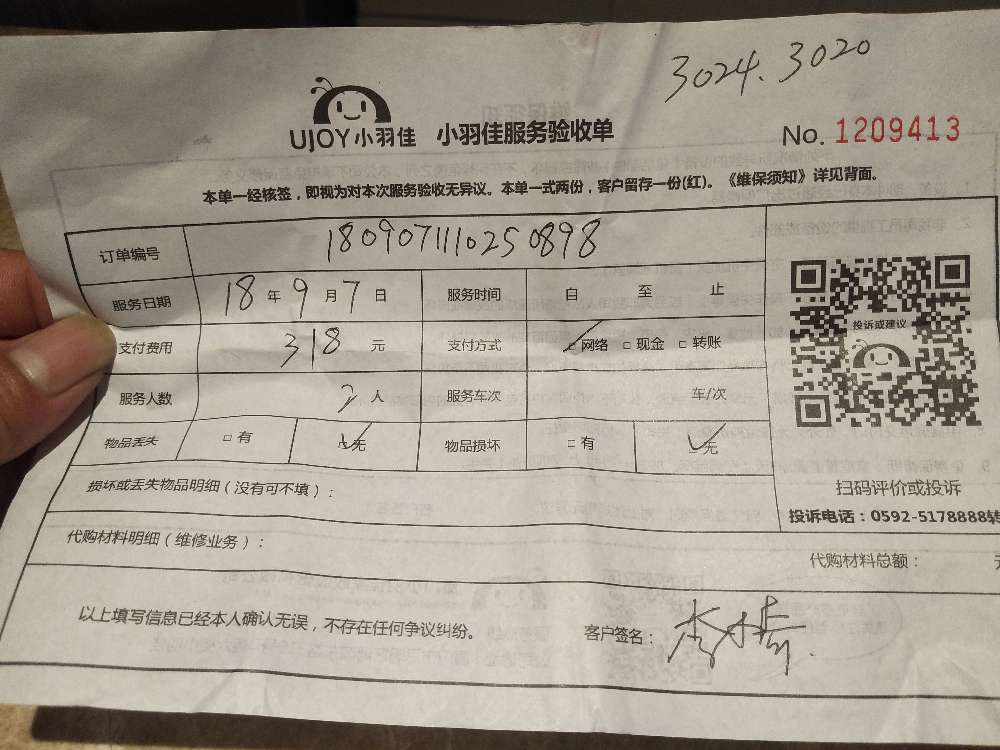 3024. 3020
UJOY小羽佳 小羽佳服务验收单
No. 1209413
本单一经核签，即视为对本次服务验收无异议。本单一式两份，客户留存一份(红)。《维保须知》详见背面。
订单编号 1809071110250898
服务日期 18 年 9 月 7 日 服务时间 自 至 止
支付费用 318 元 支付方式 □网络 □现金 □转账
投诉或建议
服务人数 2 人 服务车次 车/次
物品丢失 □有 □无 物品损坏 □有 □无
损坏或丢失物品明细（没有可不填）：
扫码评价或投诉
投诉电话：0592-5178888转
代购材料明细（维修业务）：
代购材料总额：
以上填写信息已经本人确认无误，不存在任何争议纠纷。
客户签名：